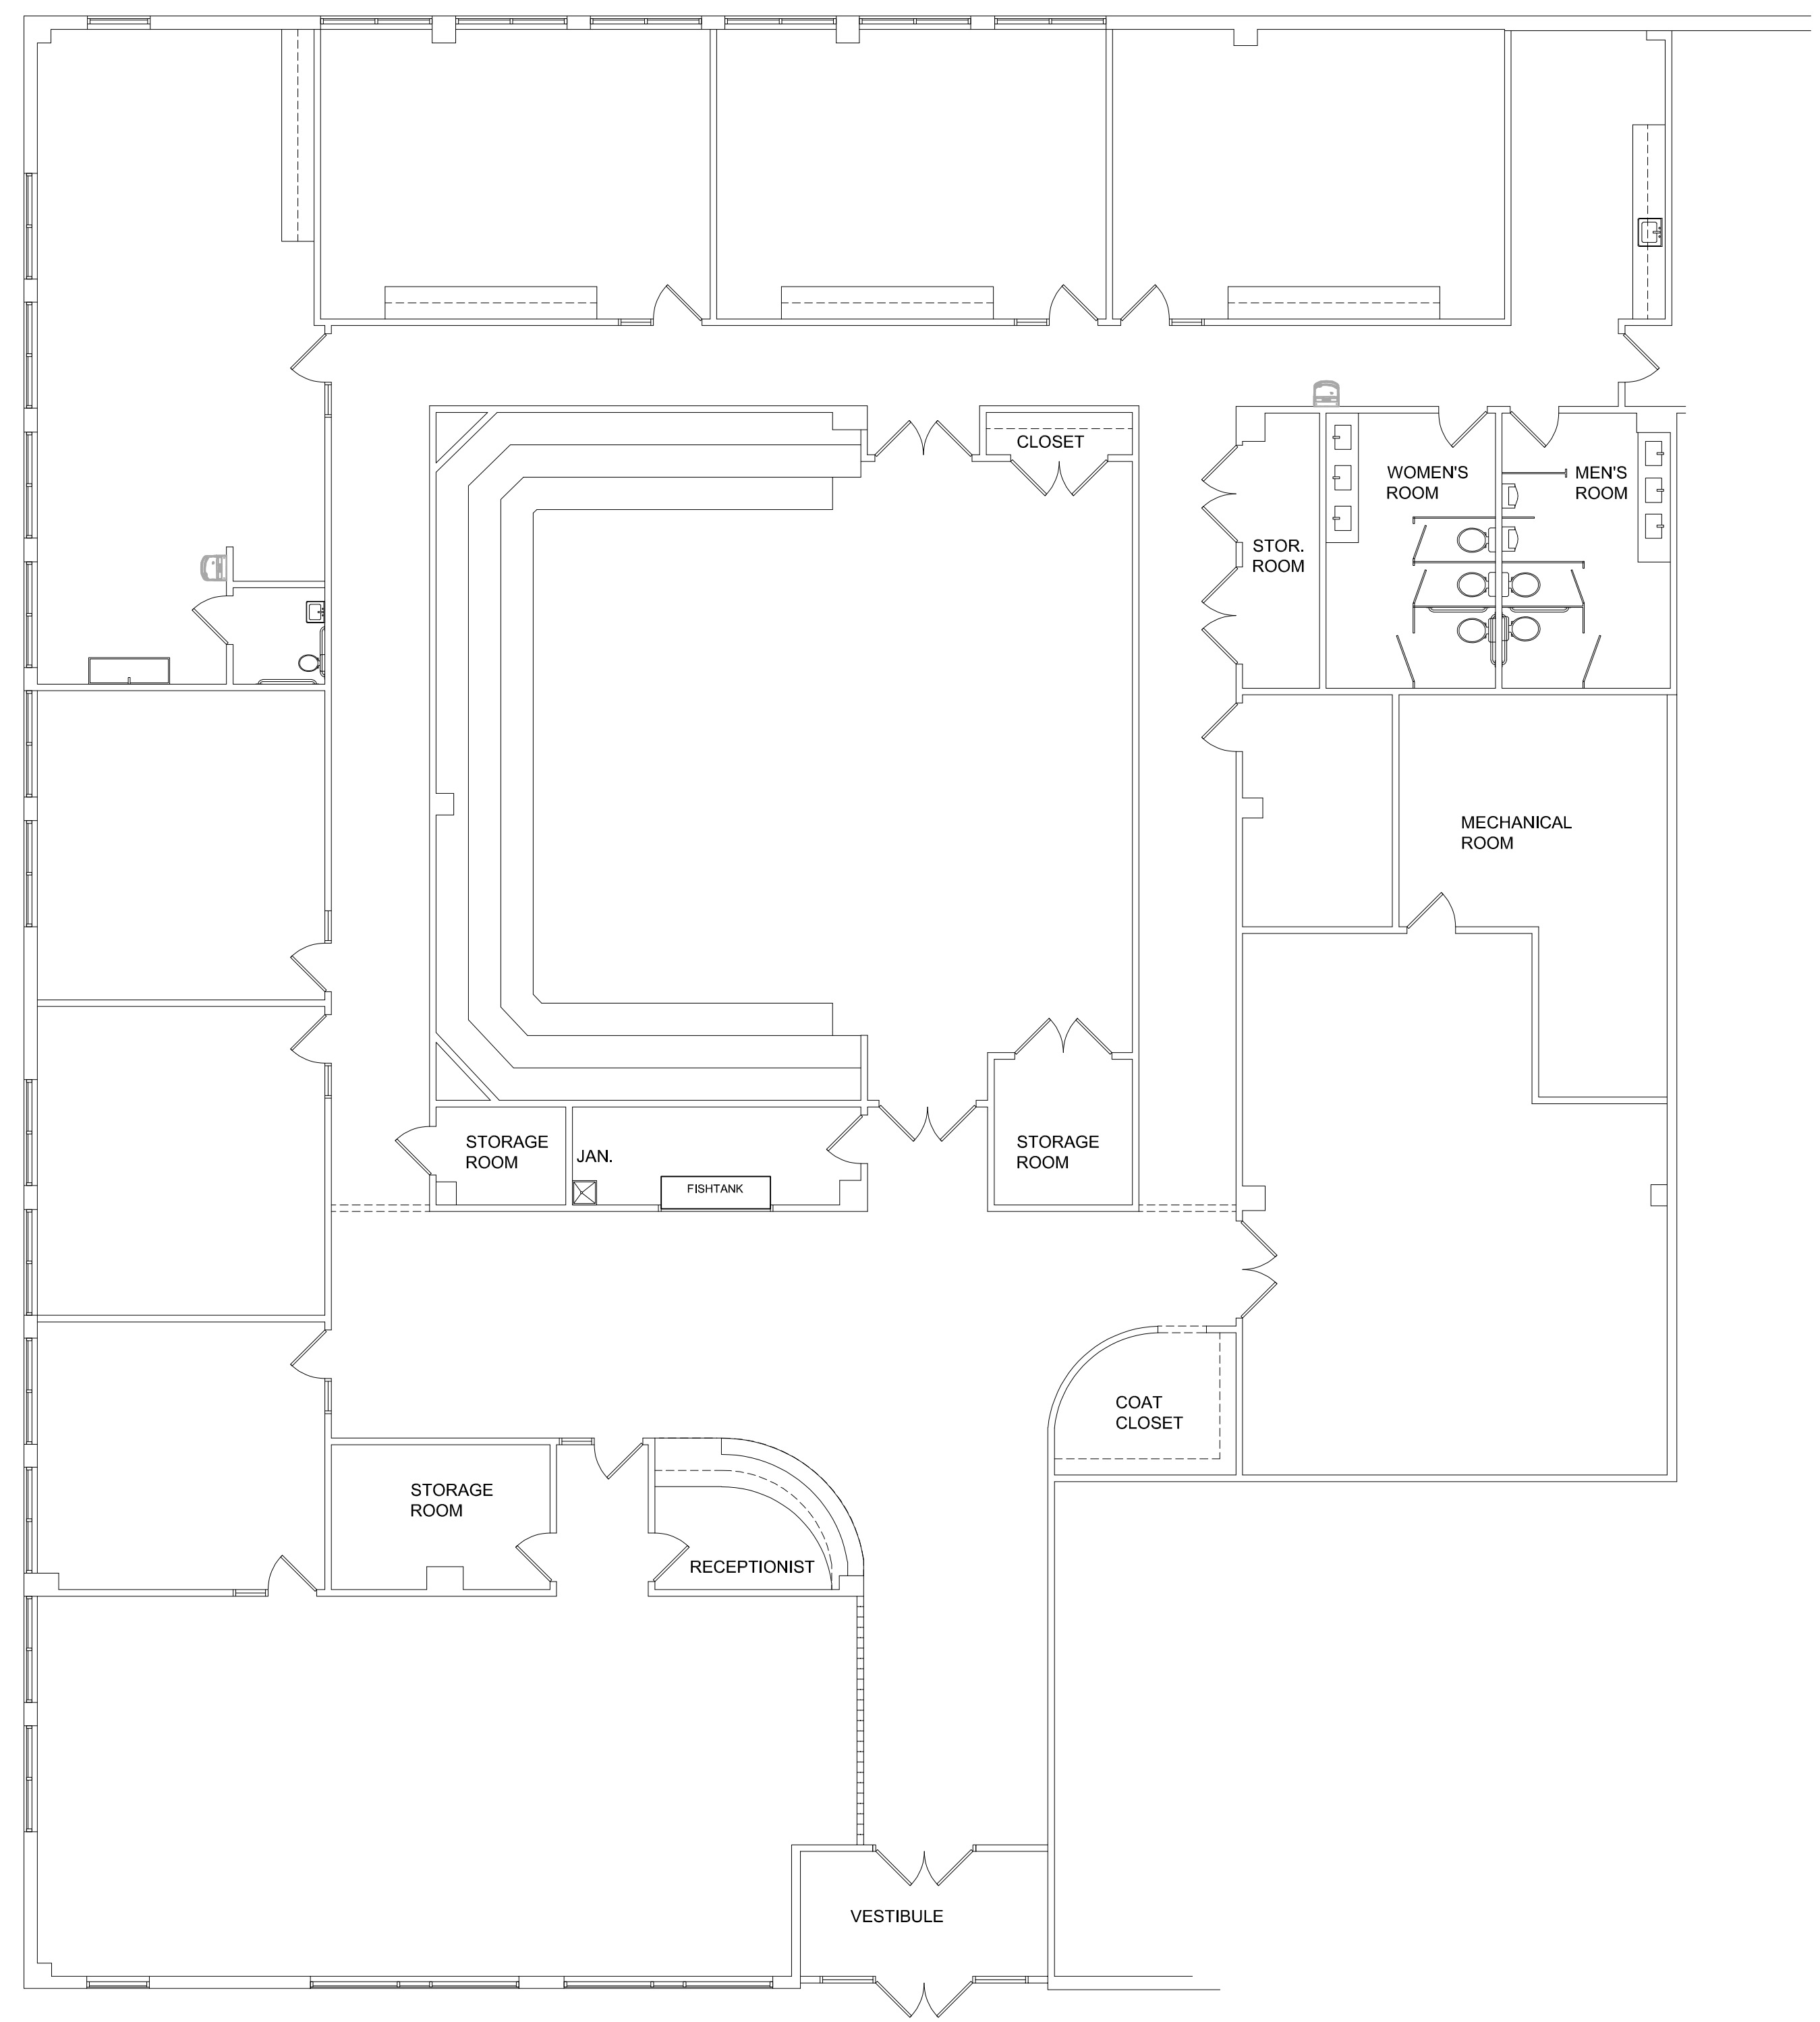 CLOSET
WOMEN'S
ROOM
MEN'S
ROOM
STOR.
ROOM
MECHANICAL
ROOM
STORAGE
ROOM
JAN.
FISHTANK
STORAGE
ROOM
COAT
CLOSET
STORAGE
ROOM
RECEPTIONIST
VESTIBULE